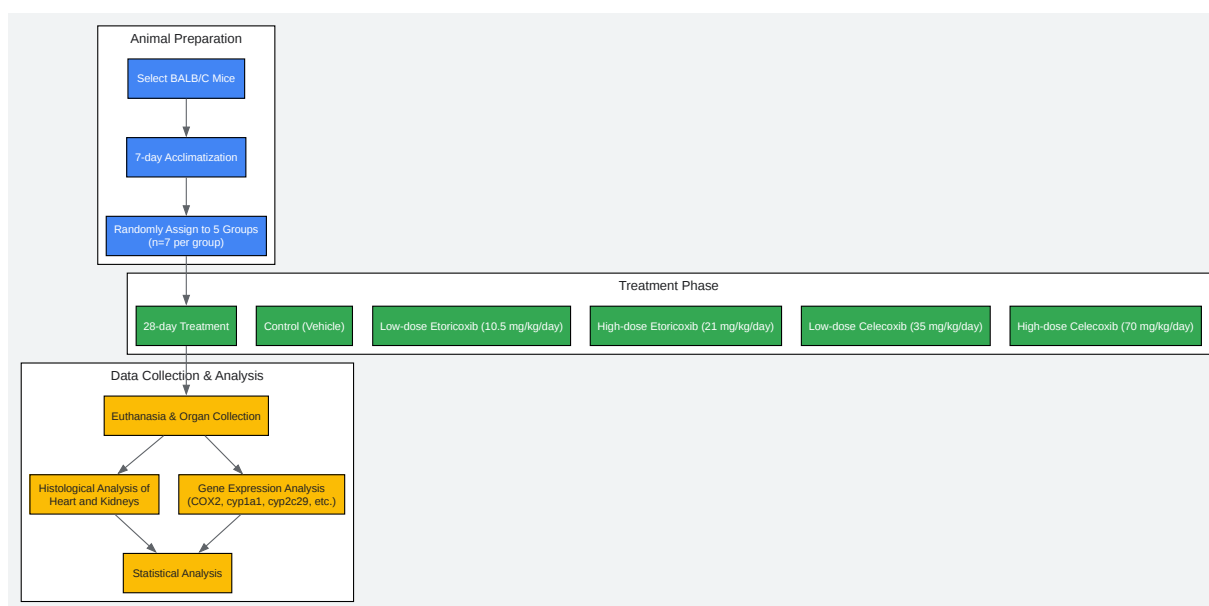 Animal Preparation
Select BALB/C Mice
7-day Acclimatization
Randomly Assign to 5 Groups
(n=7 per group)
Treatment Phase
28-day Treatment
Control (Vehicle)
Low-dose Etoricoxib (10.5 mg/kg/day)
High-dose Etoricoxib (21 mg/kg/day)
Low-dose Celecoxib (35 mg/kg/day)
High-dose Celecoxib (70 mg/kg/day)
Data Collection & Analysis
Euthanasia & Organ Collection
Histological Analysis of
Heart and Kidneys
Gene Expression Analysis
(COX2, cyp1a1, cyp2c29, etc.)
Statistical Analysis